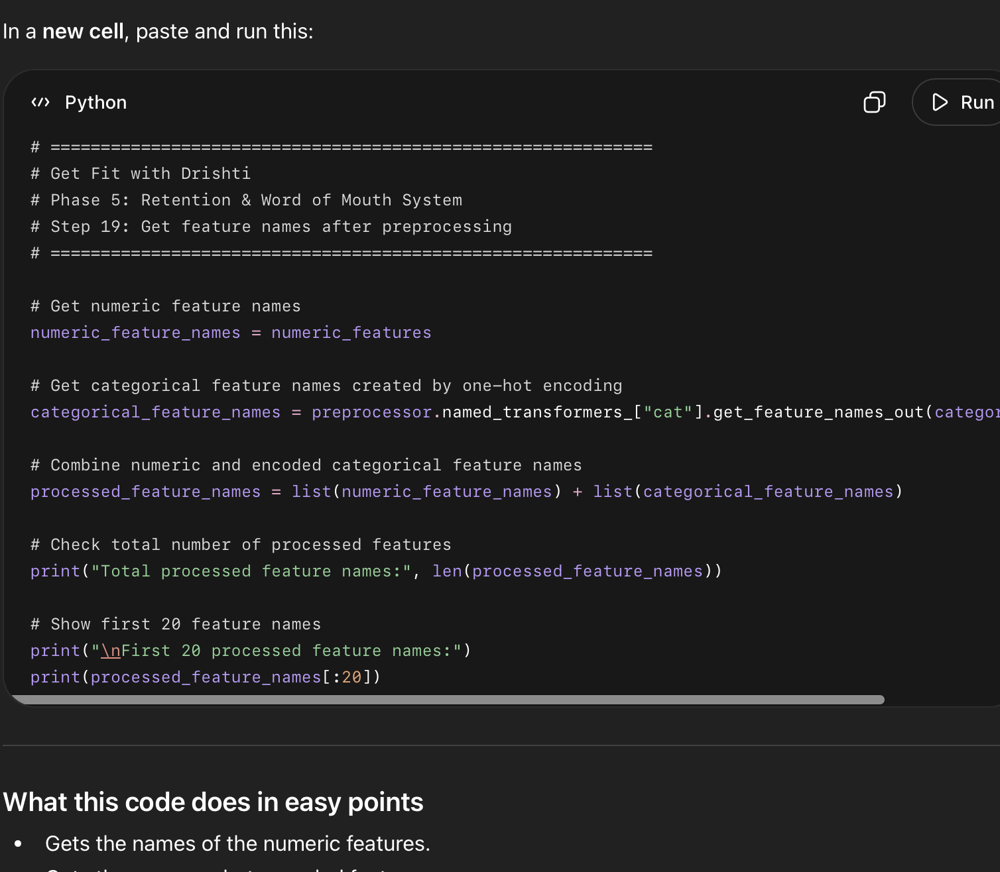 In a new cell, paste and run this:
Python
Run
# ============================================================
# Get Fit with Drishti
# Phase 5: Retention & Word of Mouth System
# Step 19: Get feature names after preprocessing
# ============================================================
# Get numeric feature names
numeric_feature_names = numeric_features
# Get categorical feature names created by one-hot encoding
categorical_feature_names = preprocessor.named_transformers_["cat"].get_feature_names_out(categor
# Combine numeric and encoded categorical feature names
processed_feature_names = list(numeric_feature_names) + list(categorical_feature_names)
# Check total number of processed features
print("Total processed feature names:", len(processed_feature_names))
# Show first 20 feature names
print("\nFirst 20 processed feature names:")
print(processed_feature_names[:20])
What this code does in easy points
• Gets the names of the numeric features.